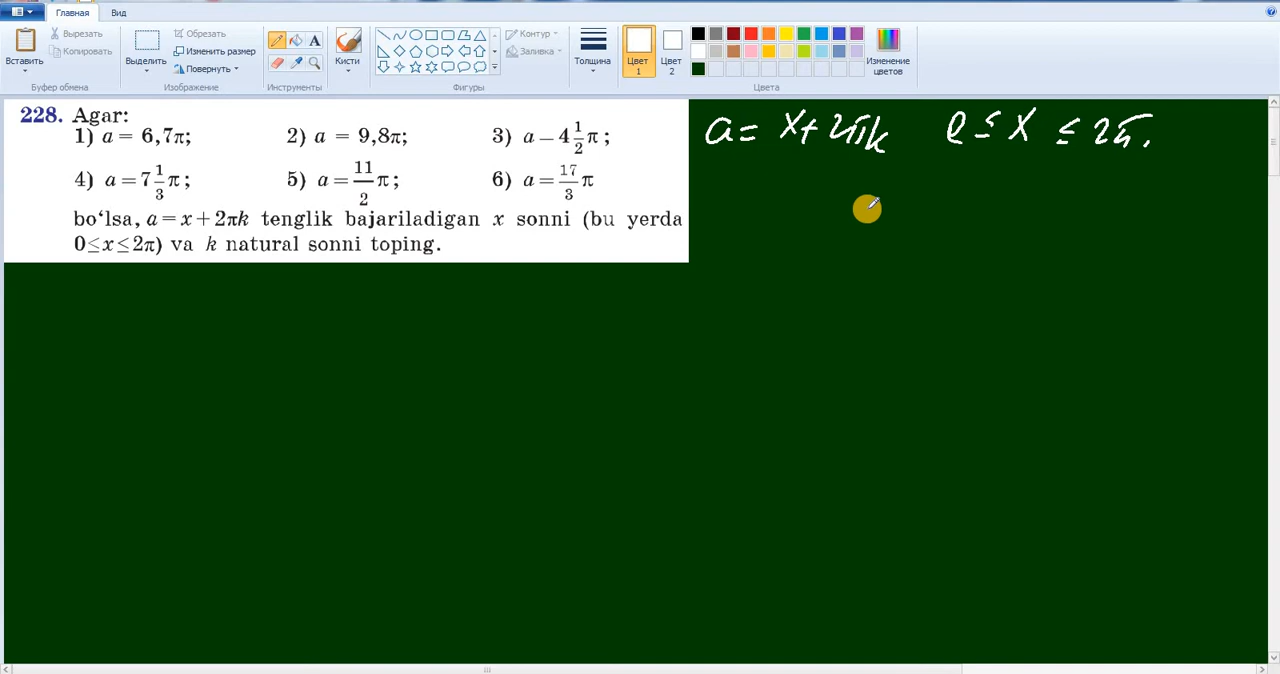 Главная Вид
Вставить
Вырезать
Копировать
Буфер обмена
Выделить
Обрезать
Изменить размер
Повернуть
Изображение
A
Инструменты
Кисти
Контур
Заливка
Фигуры
Толщина
Цвет 1
Цвет 2
Изменение цветов
Цвета
228. Agar:
1) a = 6,7π; 2) a = 9,8π; 3) a – 4 1/2 π;
4) a = 7 1/3 π; 5) a = 11/2 π; 6) a = 17/3 π
bo‘lsa, a = x + 2πk tenglik bajariladigan x sonni (bu yerda
0≤x≤2π) va k natural sonni toping.
a = x + 2πk 0 ≤ x ≤ 2π.